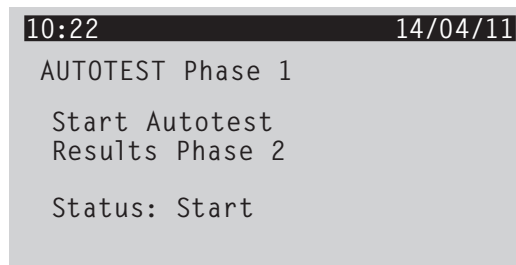 10:22 14/04/11
AUTOTEST Phase 1
Start Autotest
Results Phase 2
Status: Start